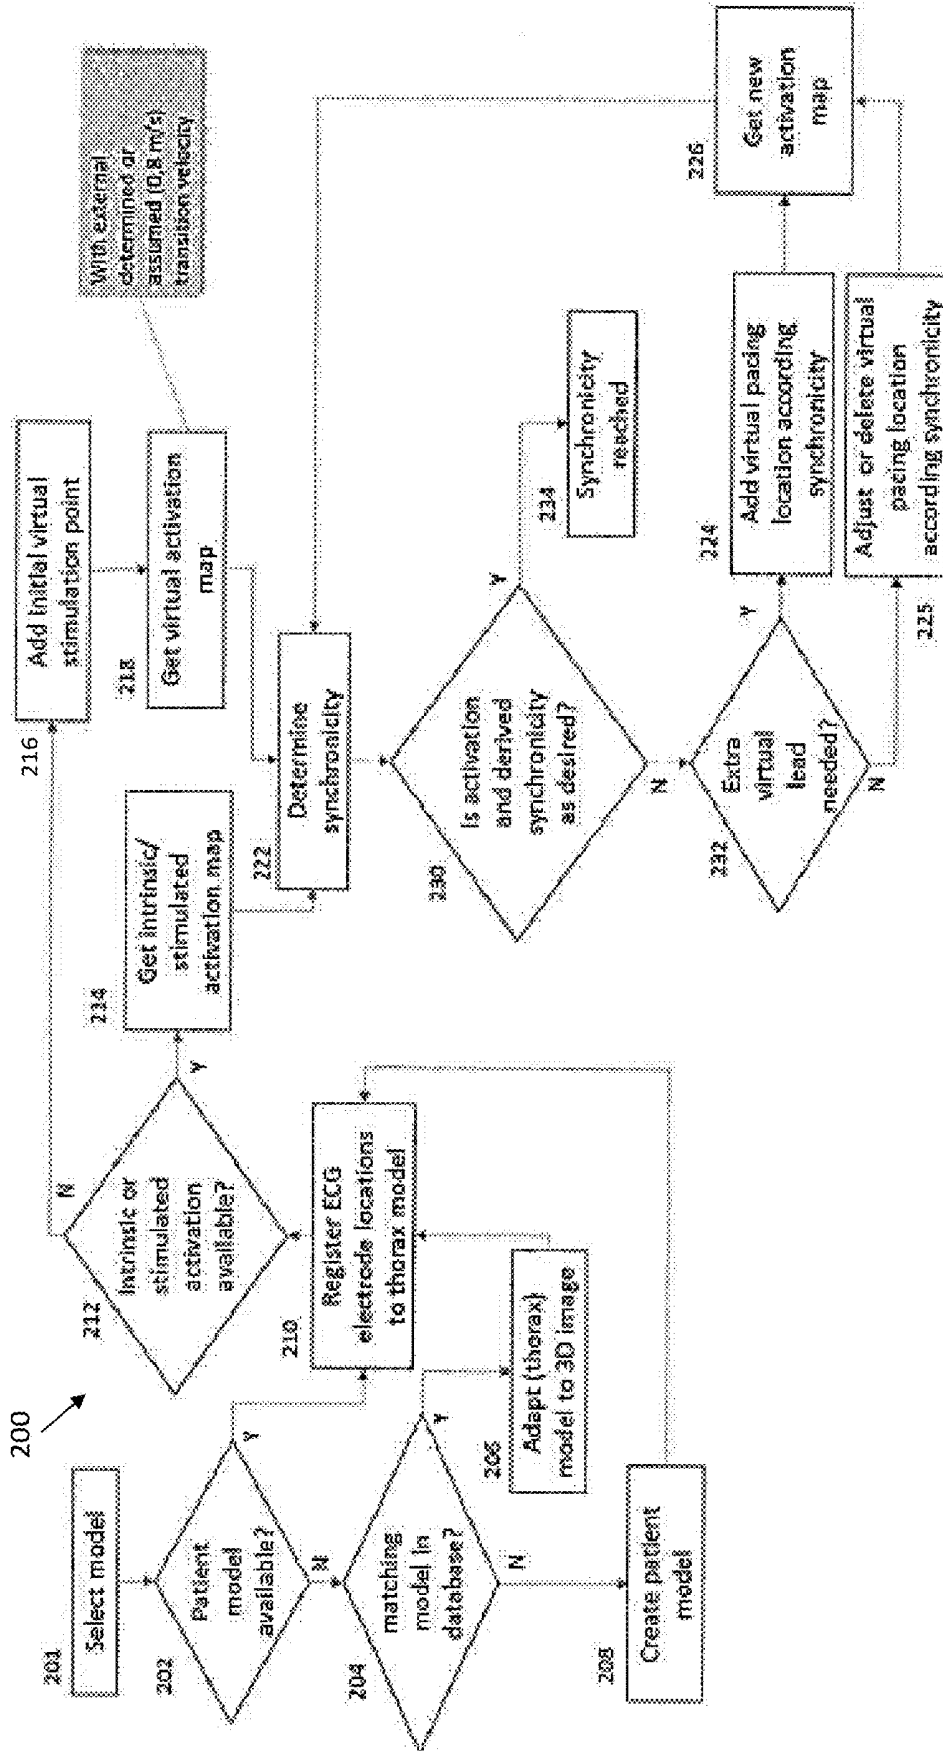 200
201
Select model
202
Patient
model
available?
Y
N
204
matching
model in
database?
Y
N
206
Adapt (thorax)
model to 3D image
208
Create patient
model
210
Register ECG
electrode locations
to thorax model
212
Intrinsic or
stimulated
activation
available?
N
Y
214
Get intrinsic/
stimulated
activation map
216
Add initial virtual
stimulation point
218
Get virtual activation
map
With external
determined or
assumed (0.8 m/s)
transition velocity
222
Determine
synchronicity
230
Is activation
and derived
synchronicity
as desired?
Y
N
234
Synchronicity
reached
232
Extra
virtual
lead
needed?
Y
N
224
Add virtual pacing
location according
synchronicity
225
Adjust or delete virtual
pacing location
according synchronicity
226
Get new
activation
map